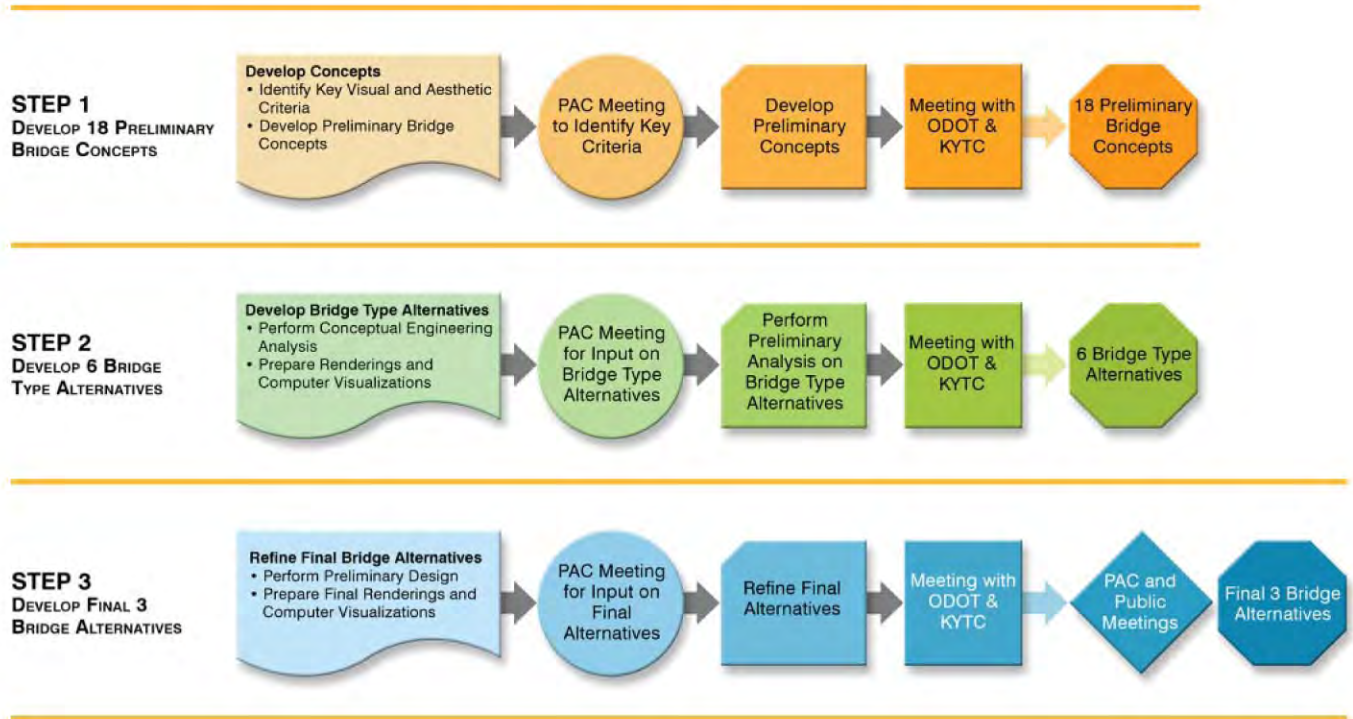 STEP 1
DEVELOP 18 PRELIMINARY
BRIDGE CONCEPTS
Develop Concepts
• Identify Key Visual and Aesthetic
Criteria
• Develop Preliminary Bridge
Concepts
PAC Meeting
to Identify Key
Criteria
Develop
Preliminary
Concepts
Meeting with
ODOT &
KYTC
18 Preliminary
Bridge
Concepts
STEP 2
DEVELOP 6 BRIDGE
TYPE ALTERNATIVES
Develop Bridge Type Alternatives
• Perform Conceptual Engineering
Analysis
• Prepare Renderings and
Computer Visualizations
PAC Meeting
for Input on
Bridge Type
Alternatives
Perform
Preliminary
Analysis on
Bridge Type
Alternatives
Meeting with
ODOT &
KYTC
6 Bridge Type
Alternatives
STEP 3
DEVELOP FINAL 3
BRIDGE ALTERNATIVES
Refine Final Bridge Alternatives
• Perform Preliminary Design
• Prepare Final Renderings and
Computer Visualizations
PAC Meeting
for Input on
Final
Alternatives
Refine Final
Alternatives
Meeting with
ODOT &
KYTC
PAC and
Public
Meetings
Final 3 Bridge
Alternatives